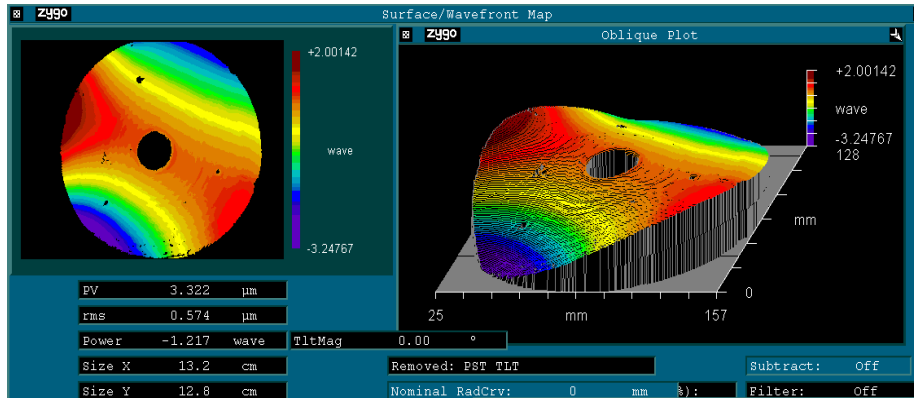 zygo Surface/Wavefront Map
+2.00142
wave
-3.24767
zygo Oblique Plot
+2.00142
wave
-3.24767
128
mm
0
25 mm 157
PV 3.322 µm
rms 0.574 µm
Power -1.217 wave
TltMag 0.00 °
Size X 13.2 cm
Removed: PST TLT
Subtract: Off
Size Y 12.8 cm
Nominal RadCrv: 0 mm
%):
Filter: Off